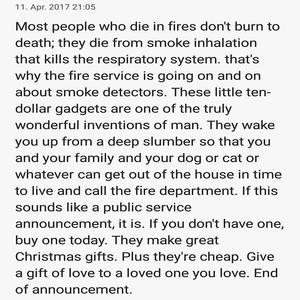 11. Apr. 2017 21:05
Most people who die in fires don't burn to
death; they die from smoke inhalation
that kills the respiratory system. that's
why the fire service is going on and on
about smoke detectors. These little ten-
dollar gadgets are one of the truly
wonderful inventions of man. They wake
you up from a deep slumber so that you
and your family and your dog or cat or
whatever can get out of the house in time
to live and call the fire department. If this
sounds like a public service
announcement, it is. If you don't have one,
buy one today. They make great
Christmas gifts. Plus they're cheap. Give
a gift of love to a loved one you love. End
of announcement.